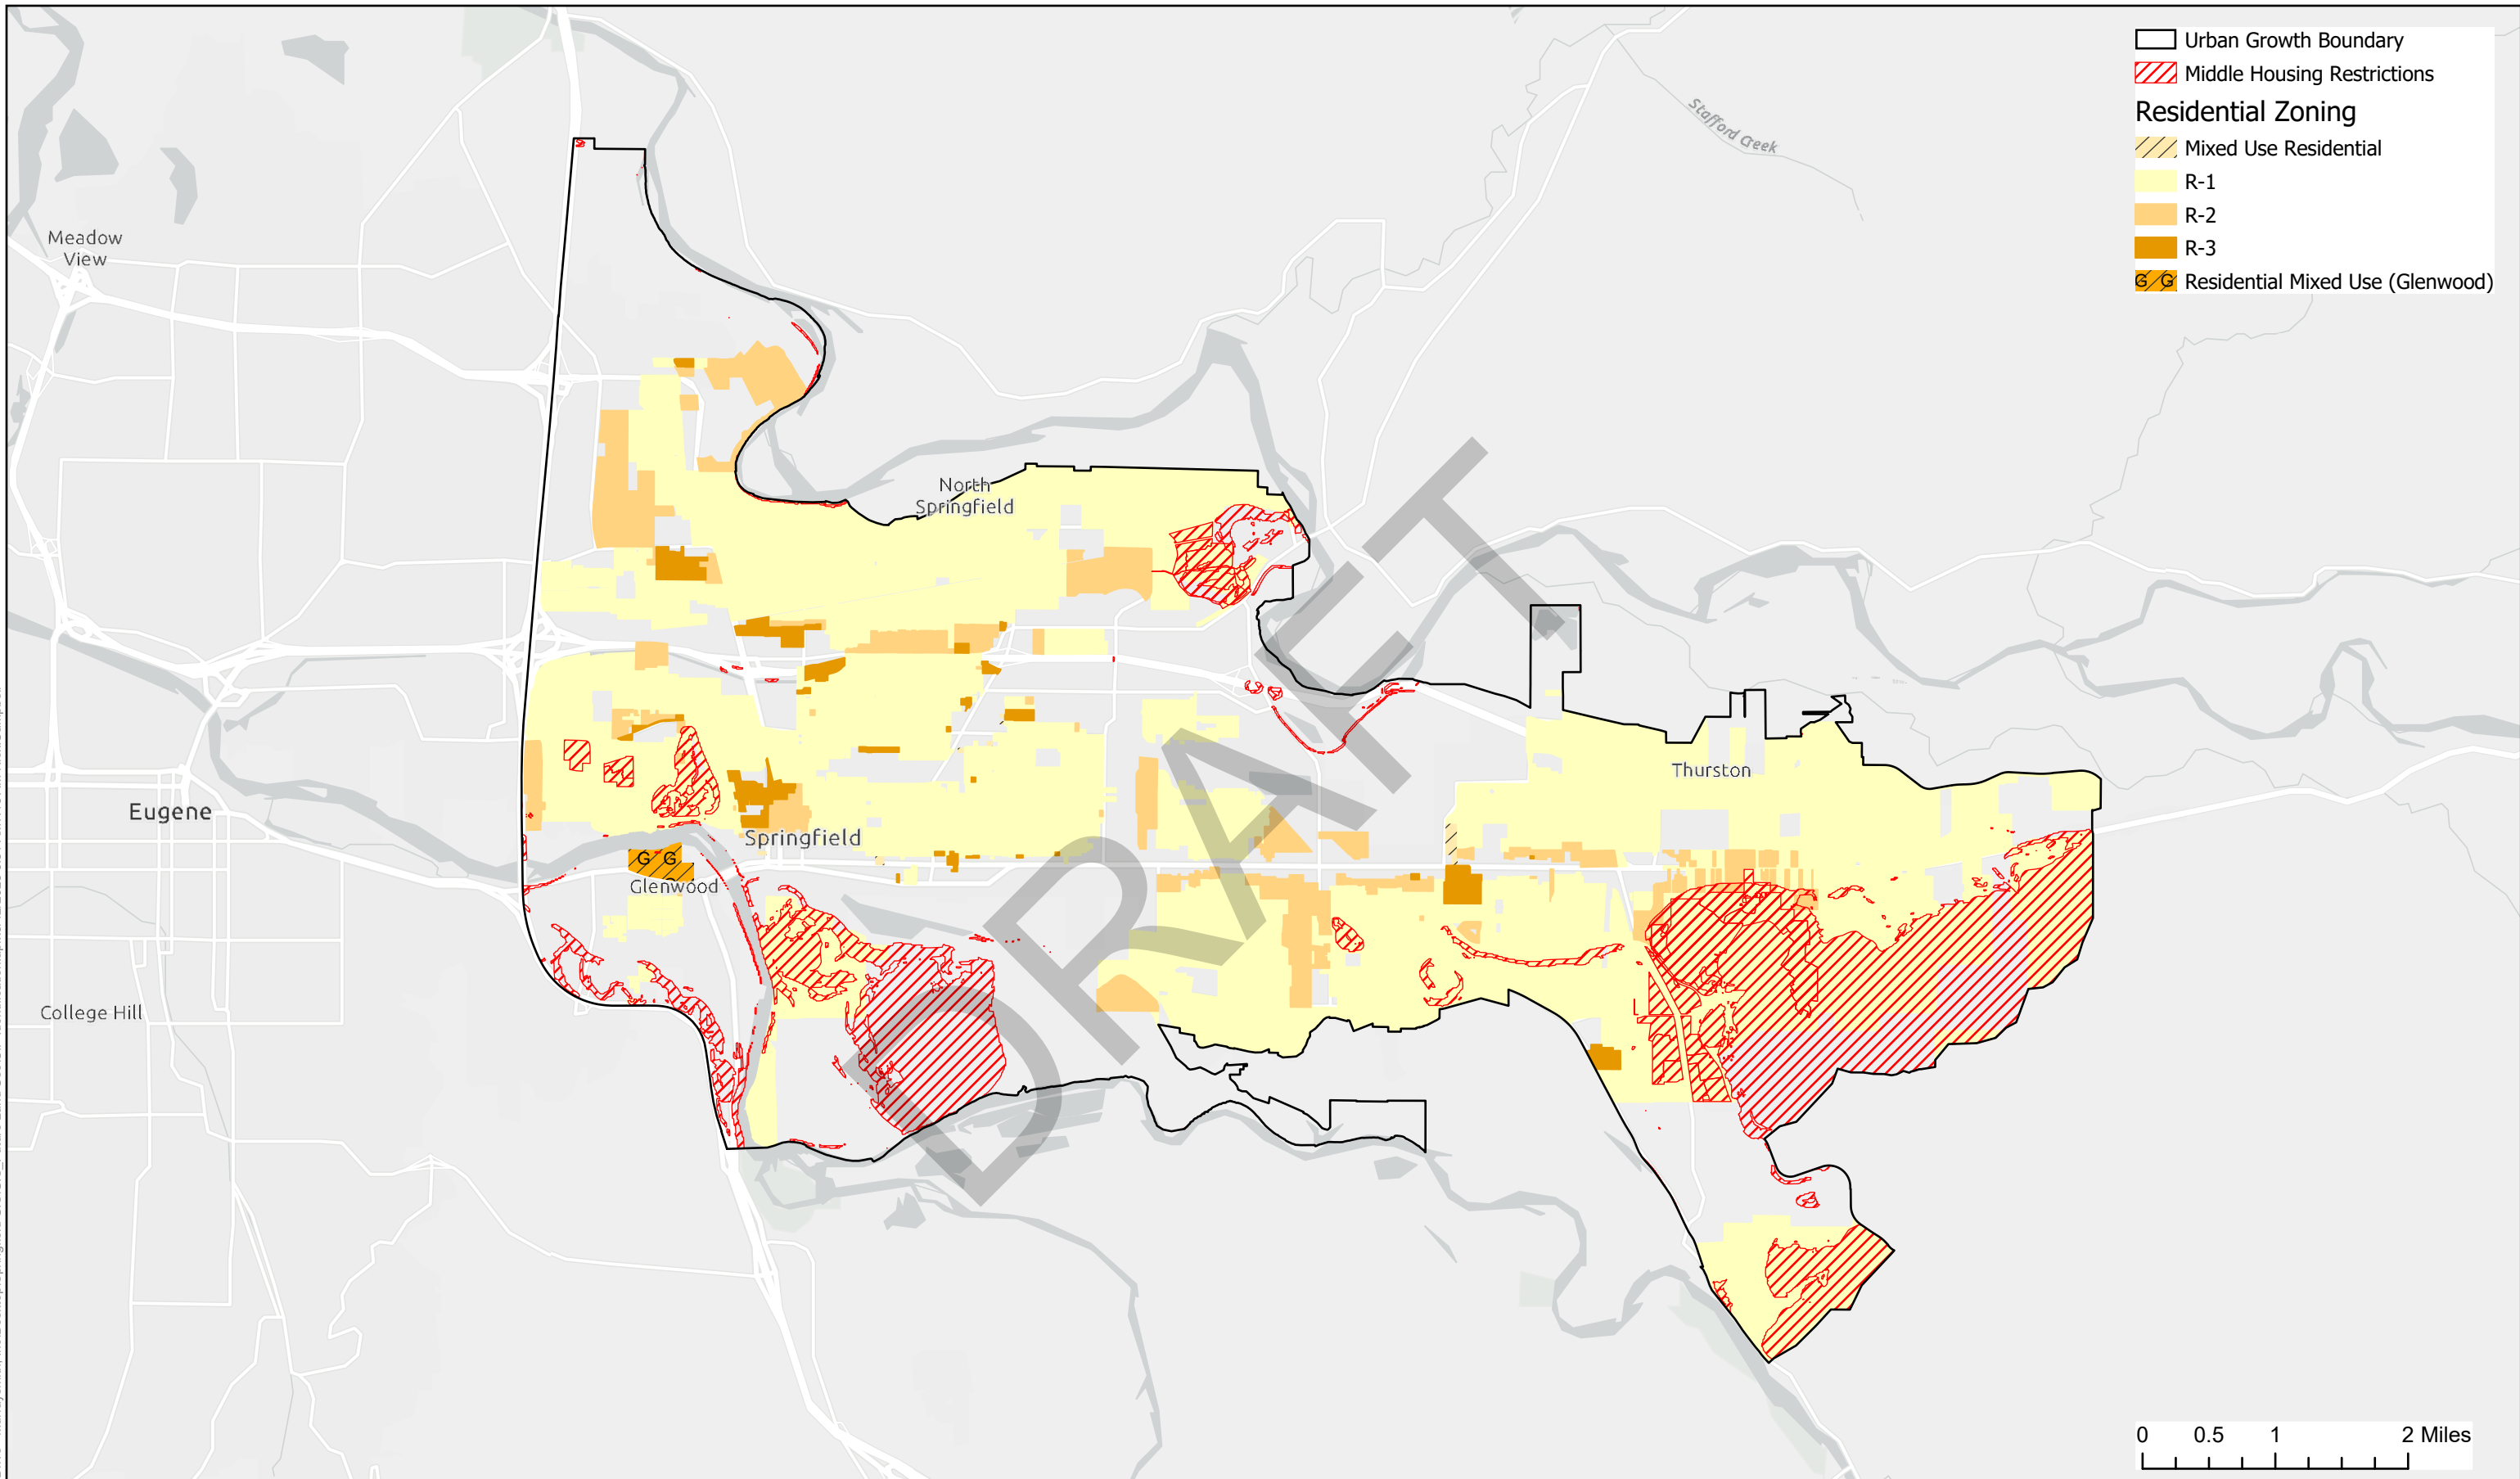 Urban Growth Boundary
Middle Housing Restrictions
Residential Zoning
Mixed Use Residential
R-1
R-2
R-3
G G Residential Mixed Use (Glenwood)
Stafford Creek
Meadow
View
North
Springfield
Thurston
Eugene
Springfield
G G
Glenwood
College Hill
DRAFT
0 0.5 1 2 Miles